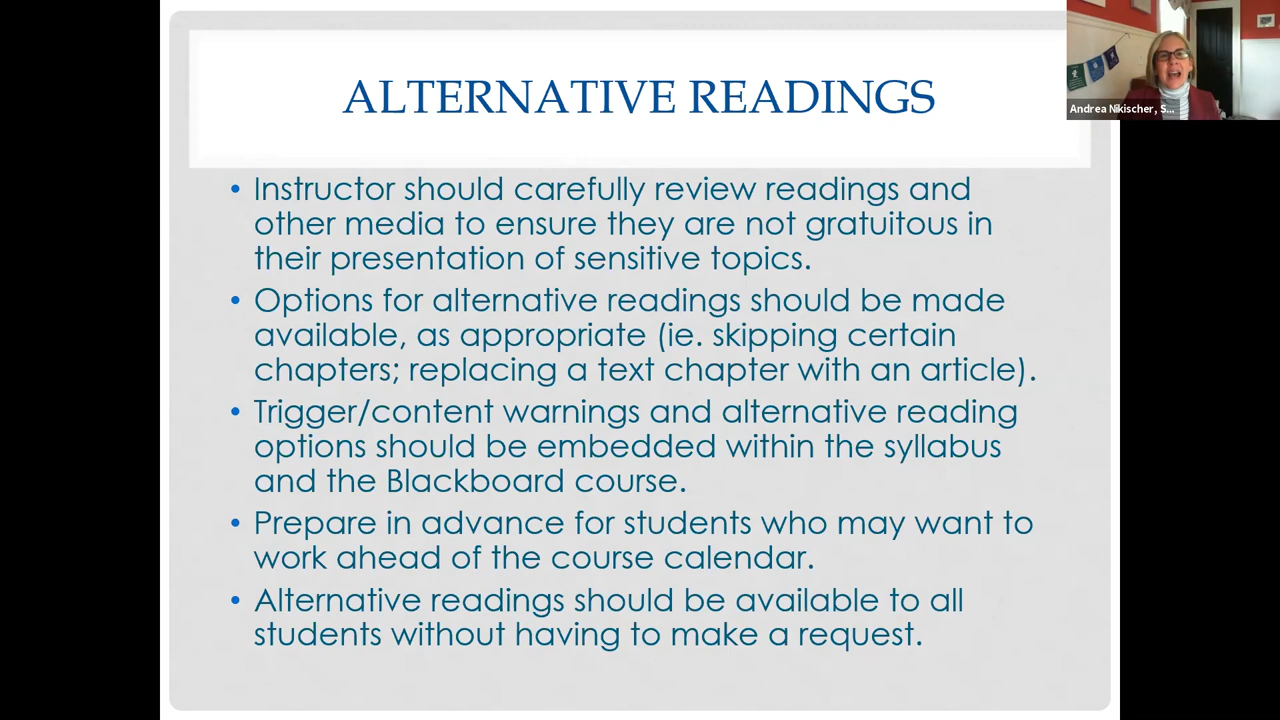 ALTERNATIVE READINGS
• Instructor should carefully review readings and
other media to ensure they are not gratuitous in
their presentation of sensitive topics.
• Options for alternative readings should be made
available, as appropriate (ie. skipping certain
chapters; replacing a text chapter with an article).
• Trigger/content warnings and alternative reading
options should be embedded within the syllabus
and the Blackboard course.
• Prepare in advance for students who may want to
work ahead of the course calendar.
• Alternative readings should be available to all
students without having to make a request.
Andrea Nikischer, S...